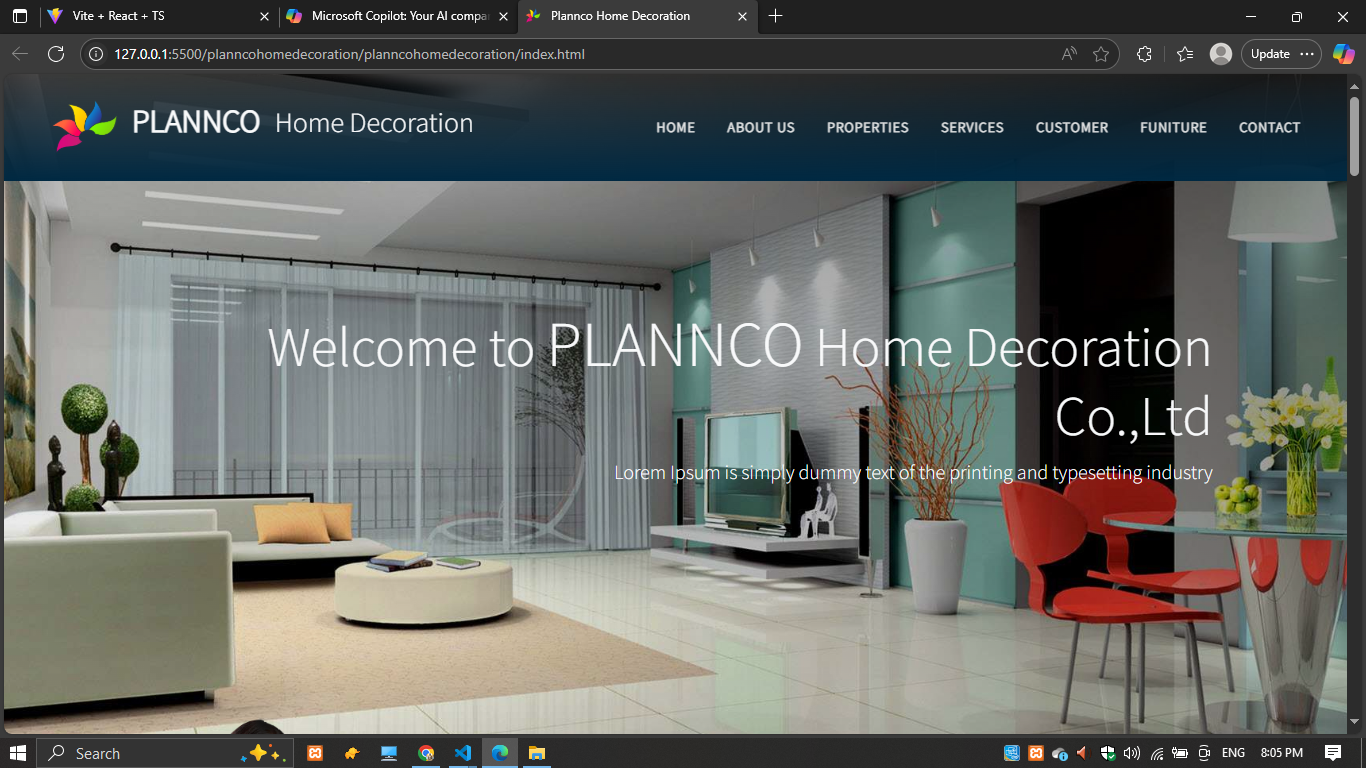 Vite + React + TS
Microsoft Copilot: Your AI compa
Plannco Home Decoration
127.0.0.1:5500/planncohomedecoration/planncohomedecoration/index.html
Update
PLANNCO Home Decoration
HOME
ABOUT US
PROPERTIES
SERVICES
CUSTOMER
FUNITURE
CONTACT
Welcome to PLANNCO Home Decoration
Co.,Ltd
Lorem Ipsum is simply dummy text of the printing and typesetting industry
Search
ENG
8:05 PM